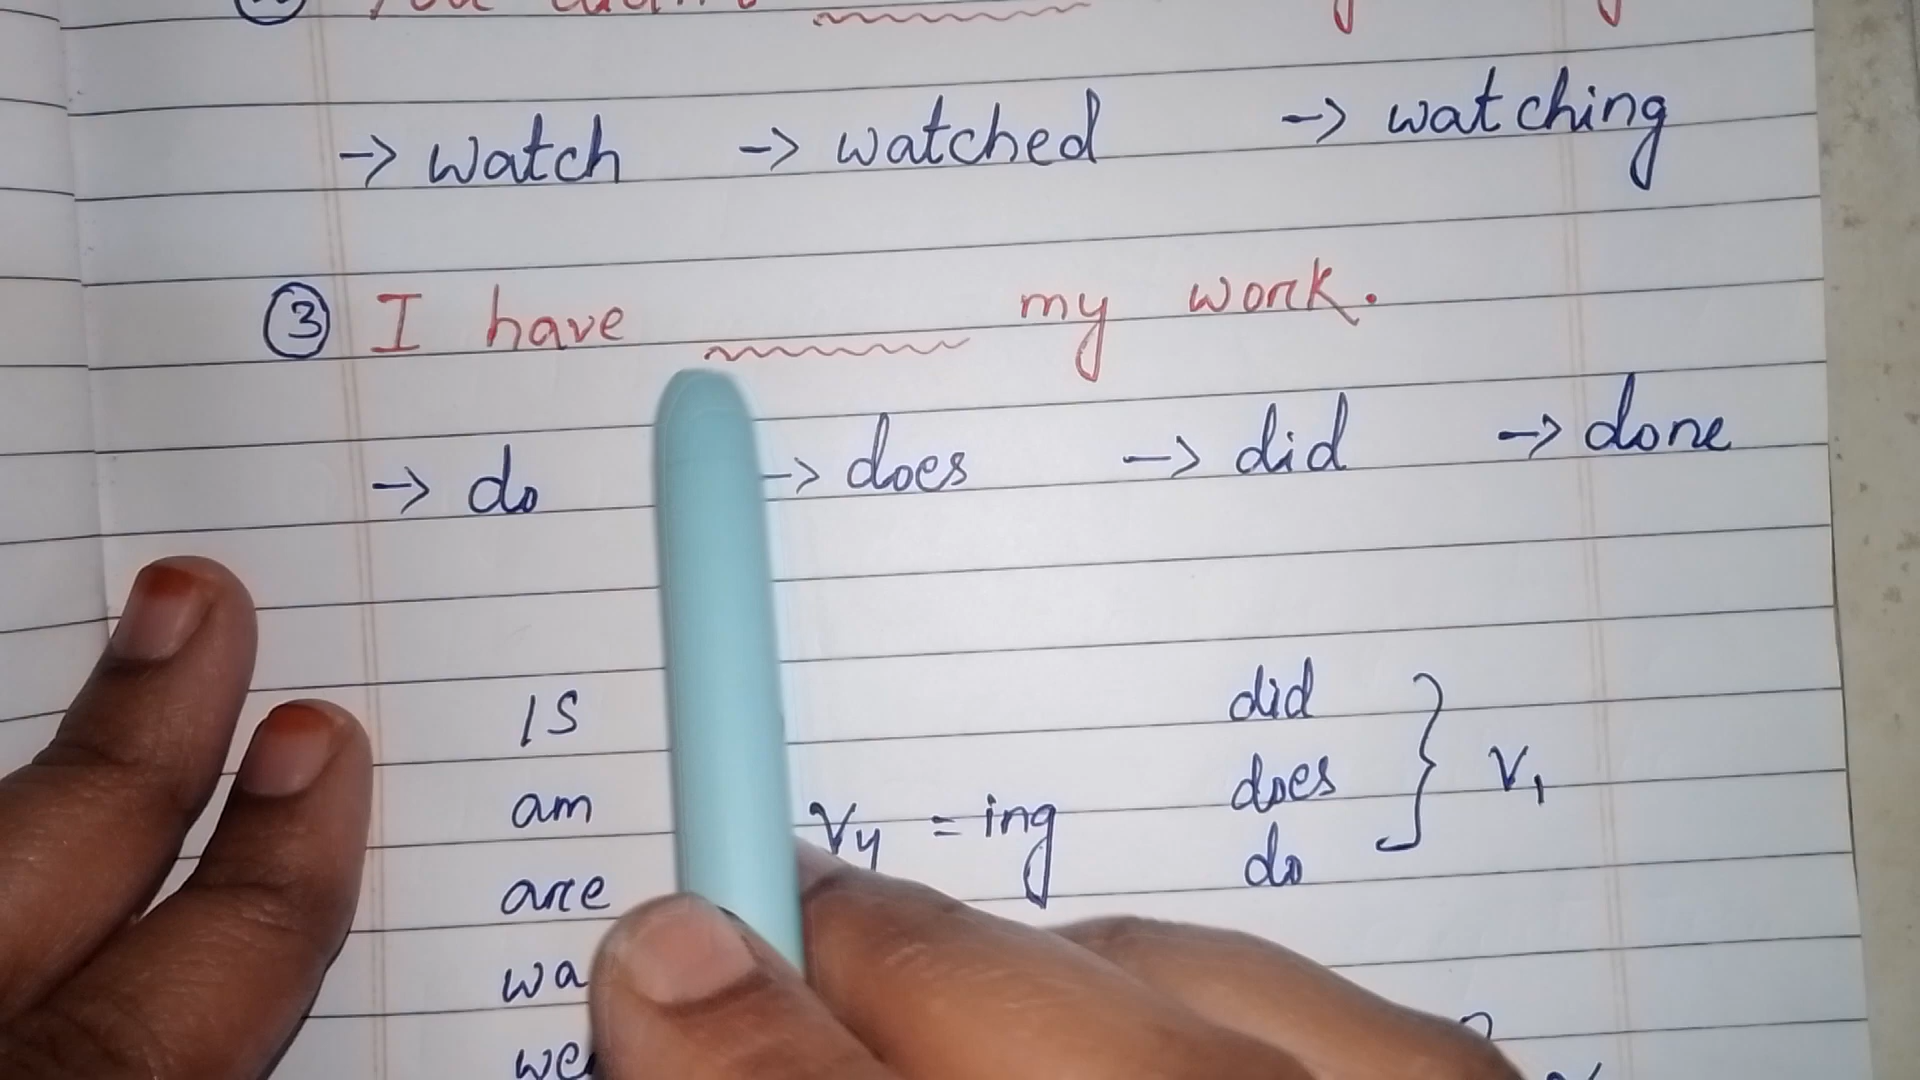 → watch → watched → watching
③ I have ______ my work.
→ do → does → did → done
is
am
are
V4 = ing
did
does
do
} V1